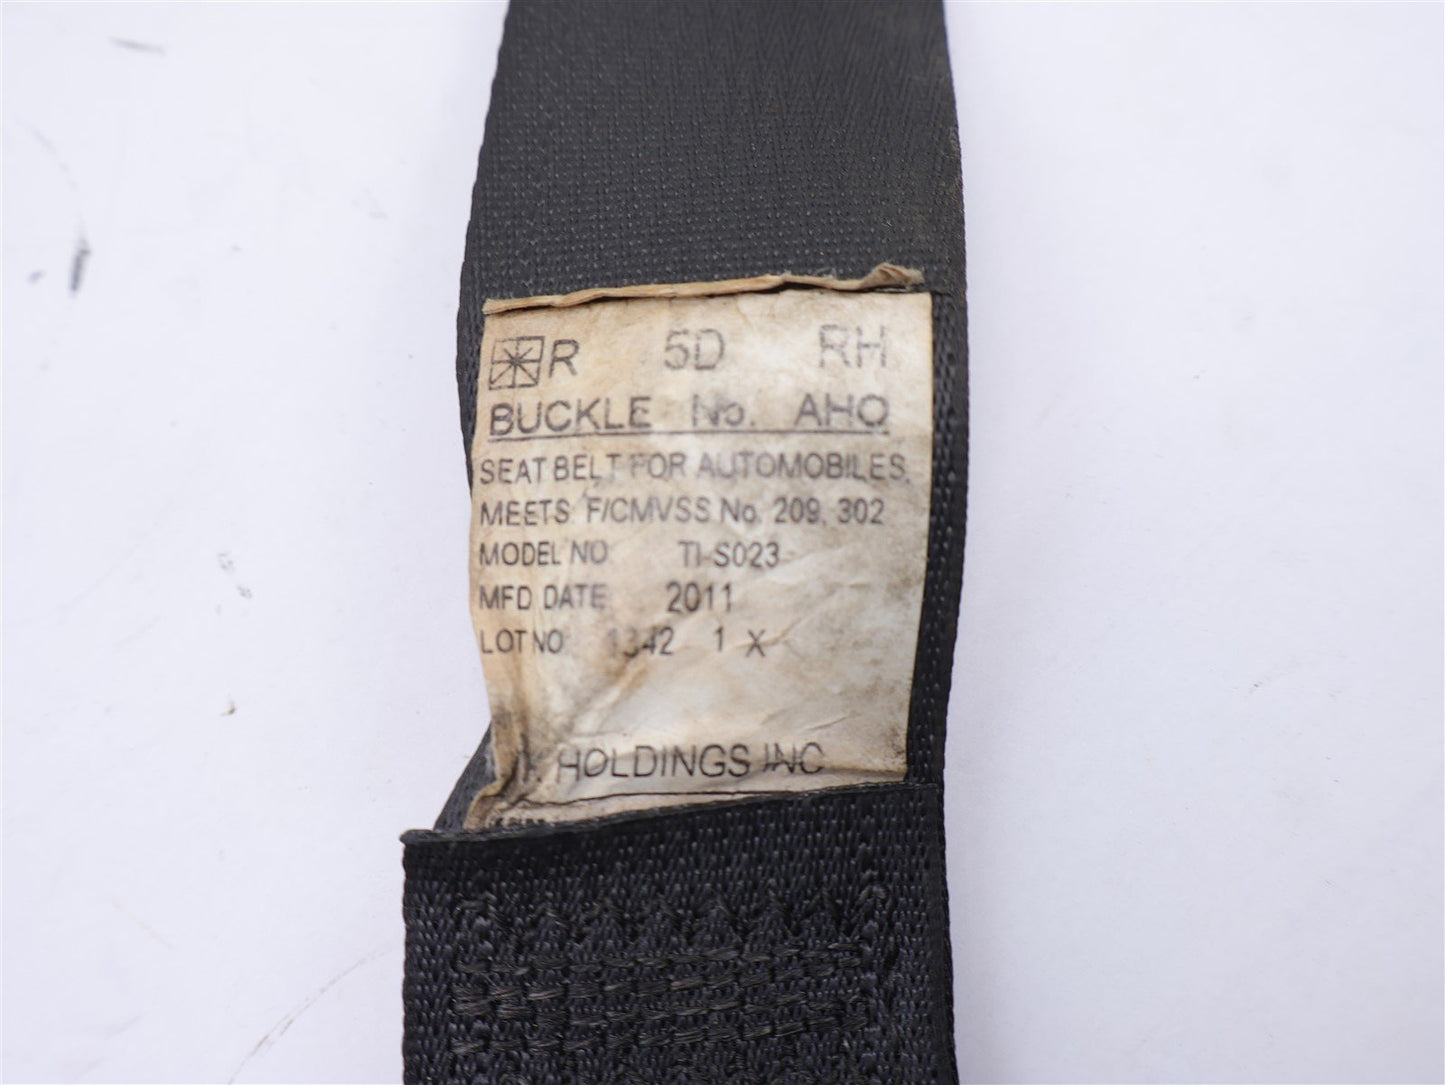 R 5D RH
BUCKLE No. AHO
SEAT BELT FOR AUTOMOBILES.
MEETS F/CMVSS No. 209, 302
MODEL NO TI-S023
MFD DATE 2011
LOT NO 1342 1 X
HOLDINGS INC